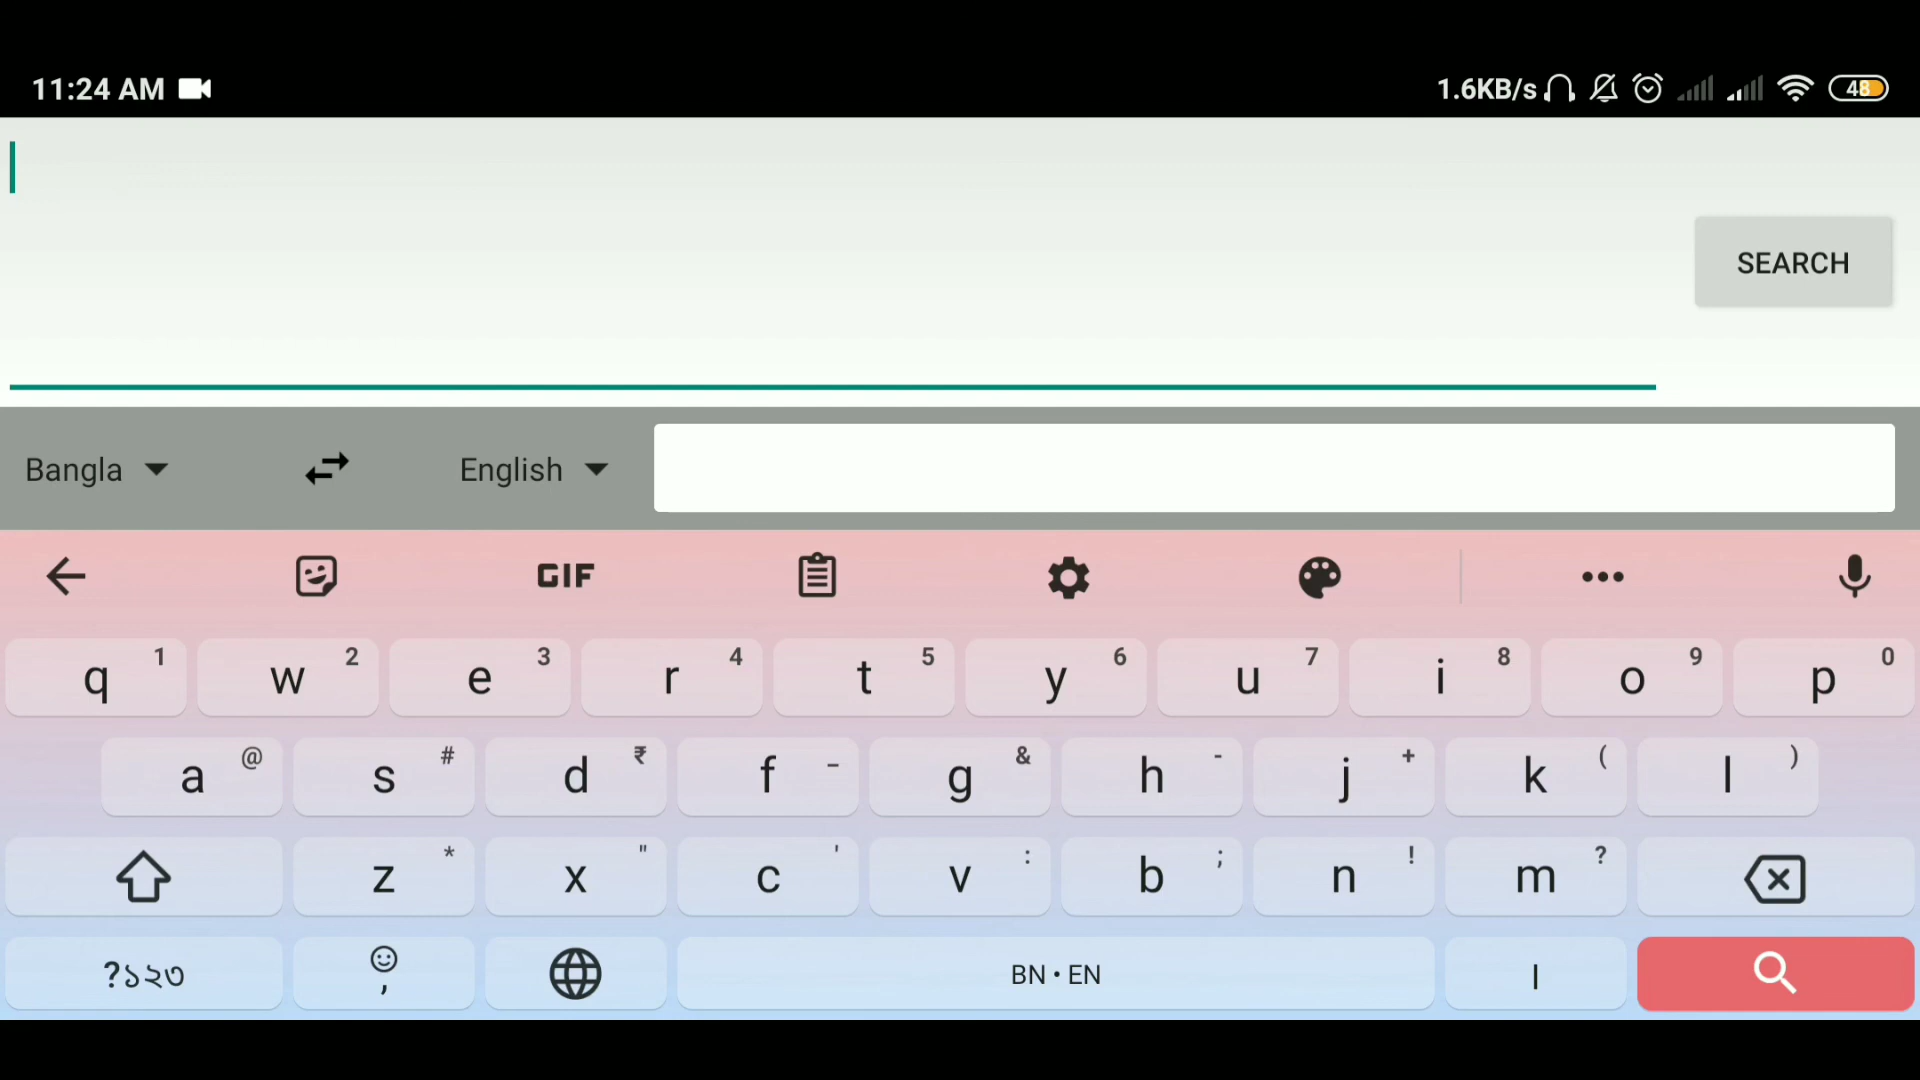 11:24 AM 1.6KB/s 48
SEARCH
Bangla English
GIF
q 1 w 2 e 3 r 4 t 5 y 6 u 7 i 8 o 9 p 0
a @ s # d ₹ f _ g & h - j + k ( l )
z * x " c ' v : b ; n ! m ?
?১২৩ , BN • EN ।